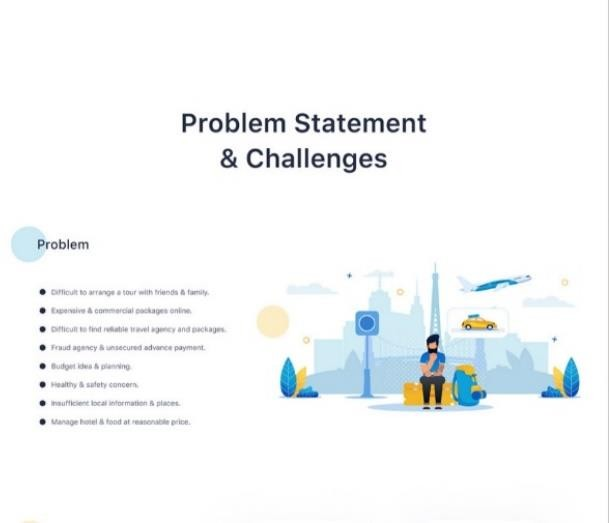 Problem Statement
& Challenges
Problem
Difficult to arrange a tour with friends & family.
Expensive & commercial packages online.
Difficult to find reliable travel agency and packages.
Fraud agency & unsecured advance payment.
Budget idea & planning.
Healthy & safety concern.
Insufficient local information & places.
Manage hotel & food at reasonable price.